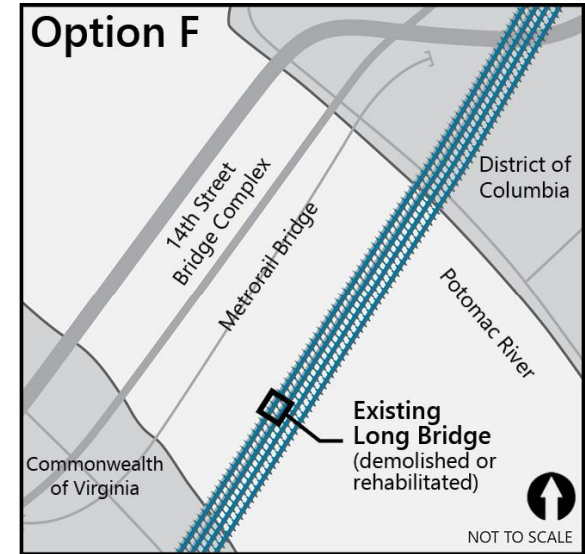 Option F
14th Street
Bridge Complex
Metrorail Bridge
District of
Columbia
Potomac River
Existing
Long Bridge
(demolished or
rehabilitated)
Commonwealth
of Virginia
NOT TO SCALE